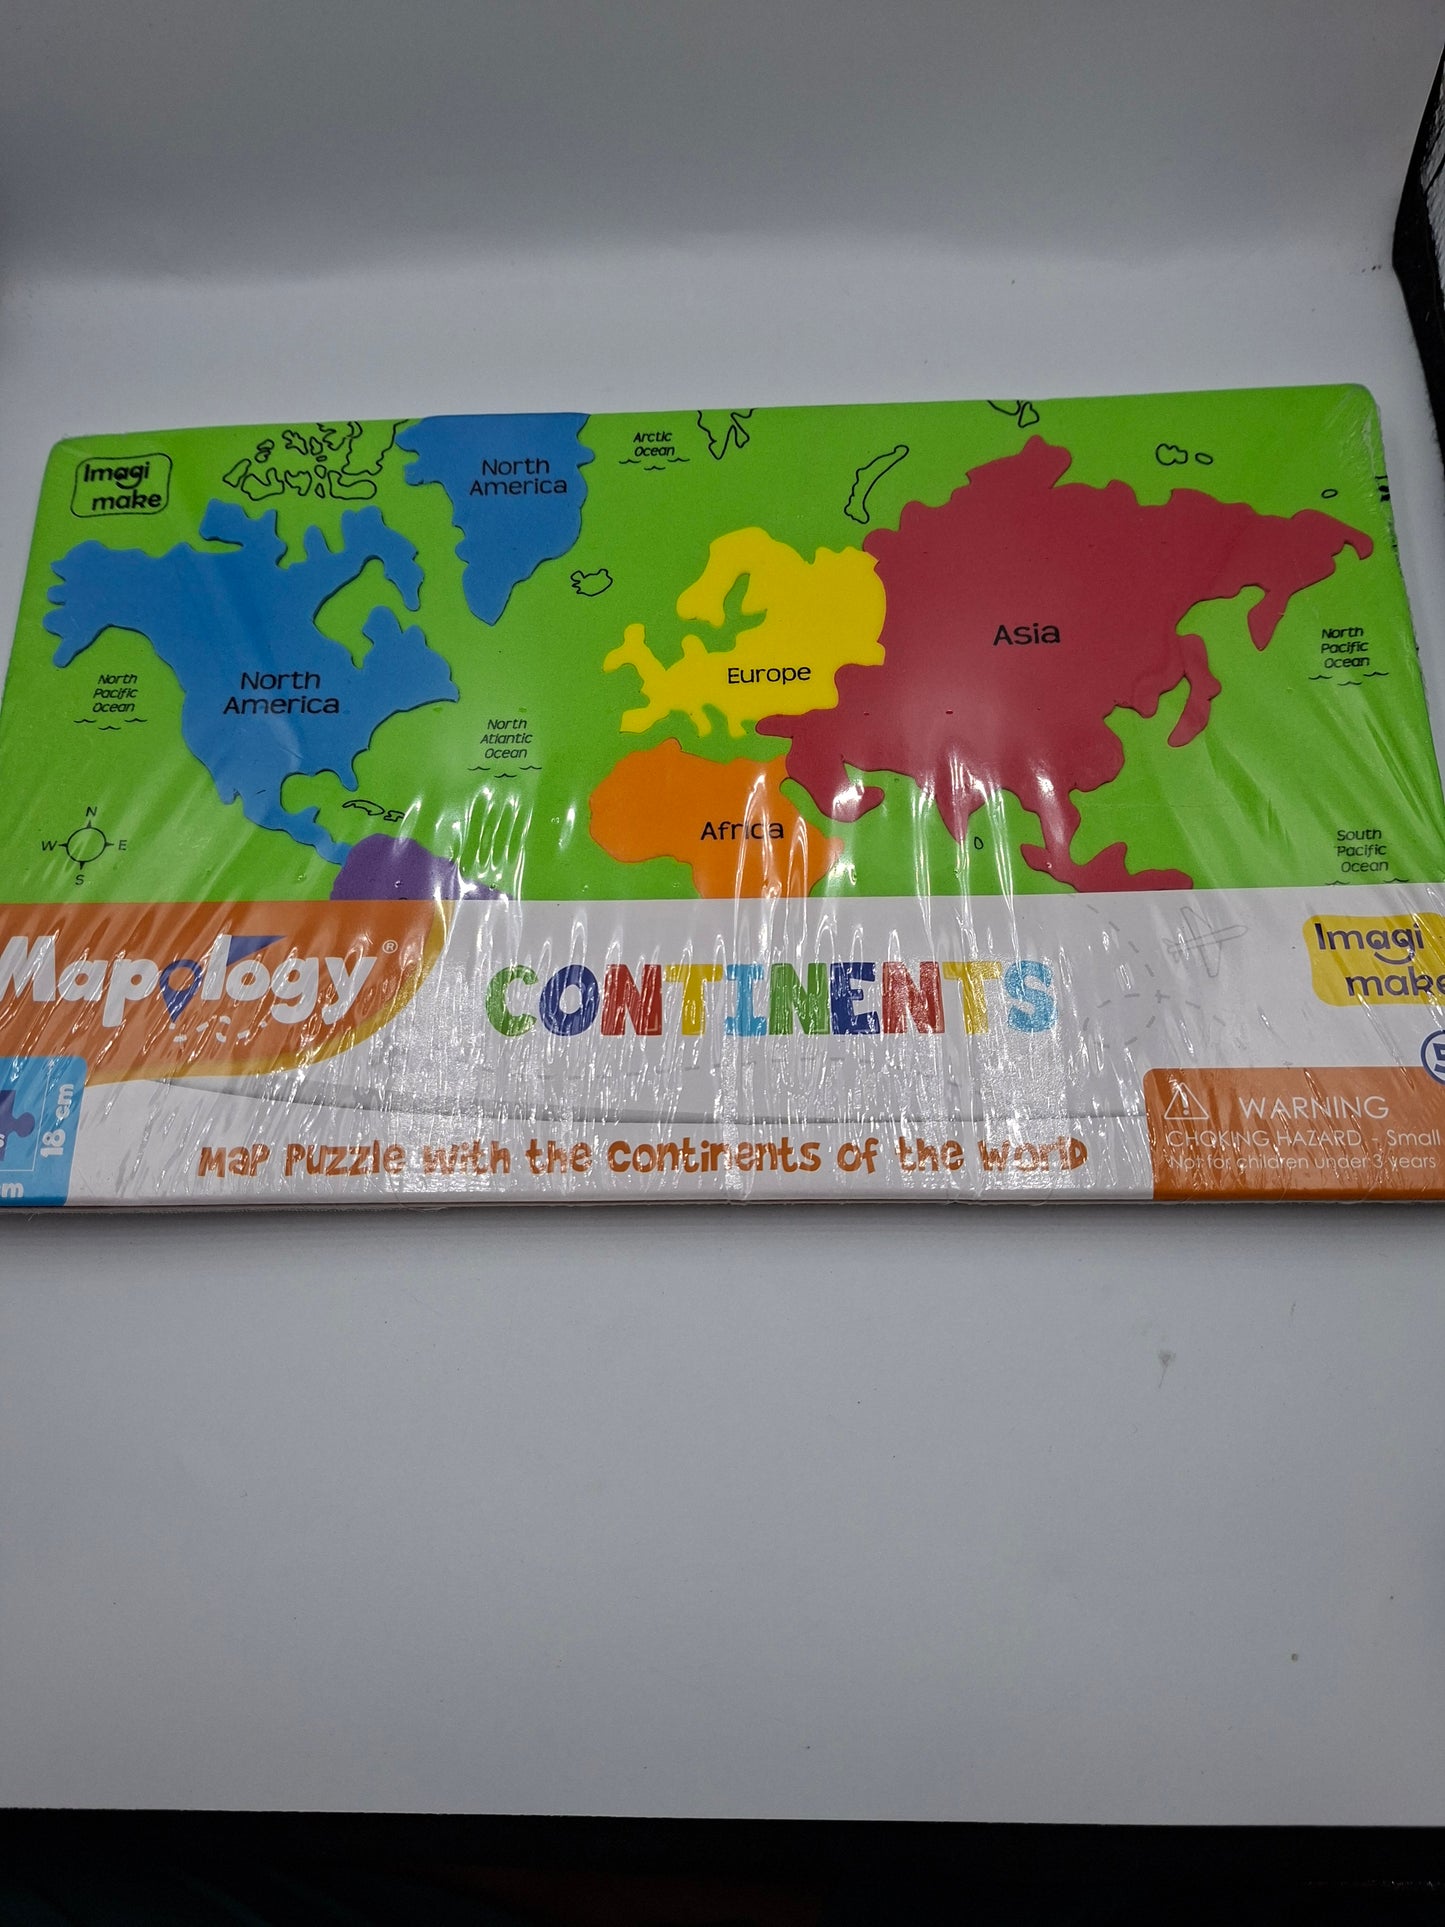 Imagi
make
Arctic
Ocean
North
America
North
America
Europe
Asia
North
Pacific
Ocean
North
Pacific
Ocean
North
Atlantic
Ocean
Africa
South
Pacific
Ocean
N
W E
S
Mapology®
CONTINENTS
Imagi
make
18 cm
WARNING
CHOKING HAZARD - Small
Not for children under 3 years
Map Puzzle with the continents of the world